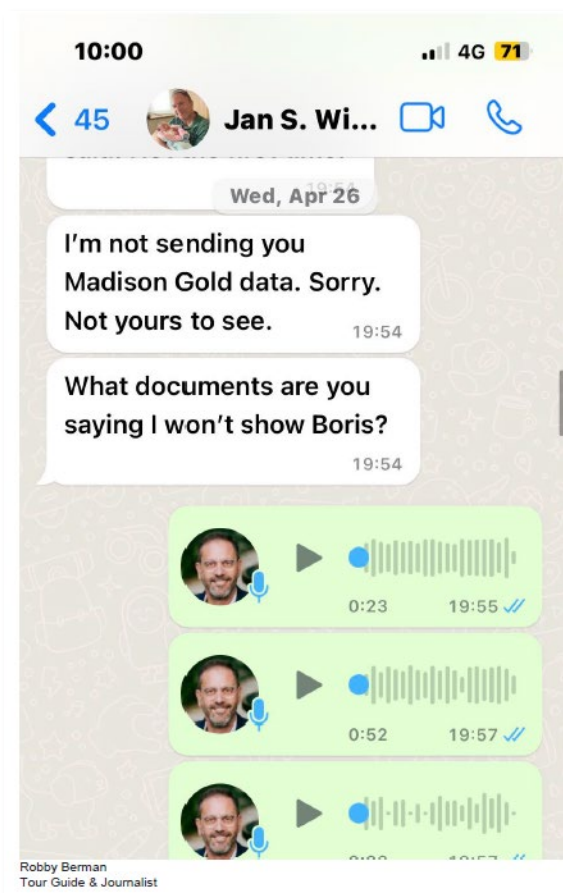 10:00
4G 71
45 Jan S. Wi...
19:54
Wed, Apr 26
I'm not sending you
Madison Gold data. Sorry.
Not yours to see.
19:54
What documents are you
saying I won't show Boris?
19:54
0:23 19:55
0:52 19:57
Robby Berman
Tour Guide & Journalist